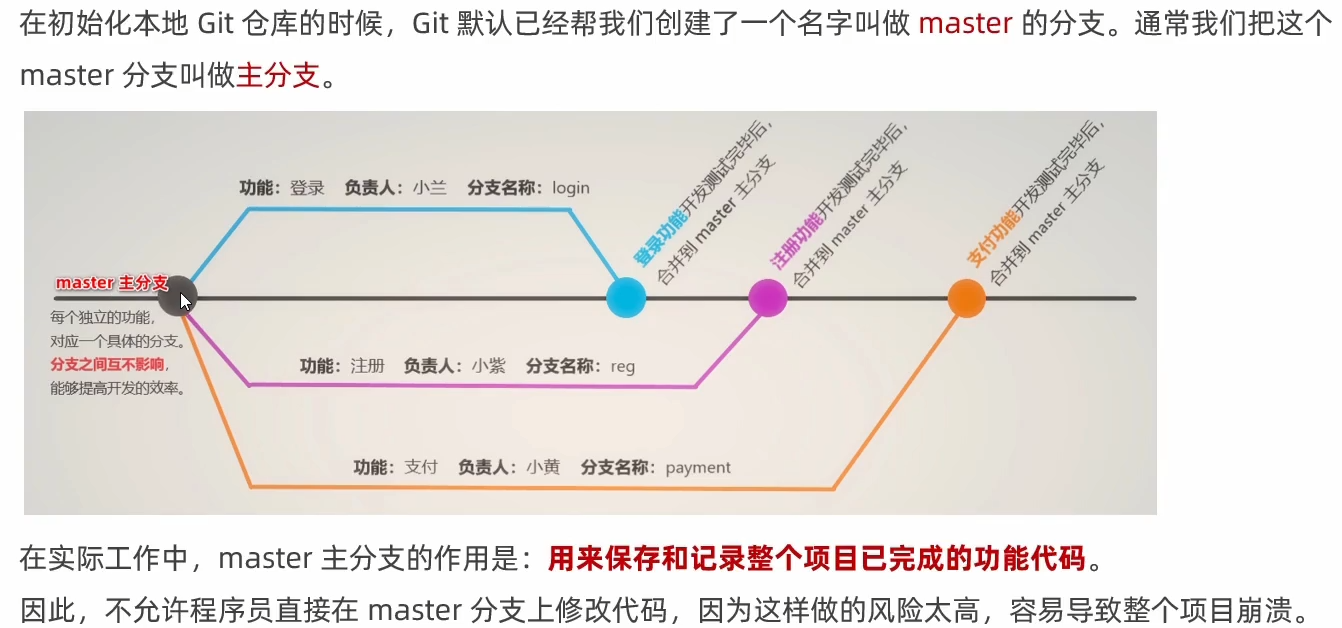 在初始化本地 Git 仓库的时候，Git 默认已经帮我们创建了一个名字叫做 master 的分支。通常我们把这个
master 分支叫做主分支。
功能：登录 负责人：小兰 分支名称：login
登录功能开发测试完毕后，
合并到 master 主分支
注册功能开发测试完毕后，
合并到 master 主分支
支付功能开发测试完毕后，
合并到 master 主分支
master 主分支
每个独立的功能，
对应一个具体的分支。
分支之间互不影响，
能够提高开发的效率。
功能：注册 负责人：小紫 分支名称：reg
功能：支付 负责人：小黄 分支名称：payment
在实际工作中，master 主分支的作用是：用来保存和记录整个项目已完成的功能代码。
因此，不允许程序员直接在 master 分支上修改代码，因为这样做的风险太高，容易导致整个项目崩溃。